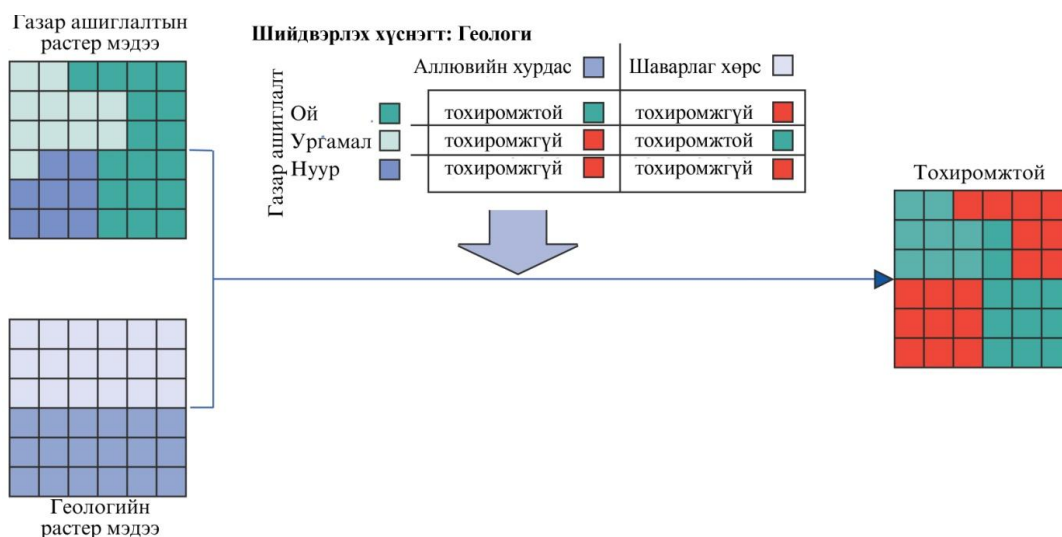 Газар ашиглалтын
растер мэдээ
Шийдвэрлэх хүснэгт: Геологи
Аллювийн хурдас
Шаварлаг хөрс
Газар ашиглалт
Ой
тохиромжтой
тохиромжгүй
Ургамал
тохиромжгүй
тохиромжтой
Нуур
тохиромжгүй
тохиромжгүй
Тохиромжтой
Геологийн
растер мэдээ